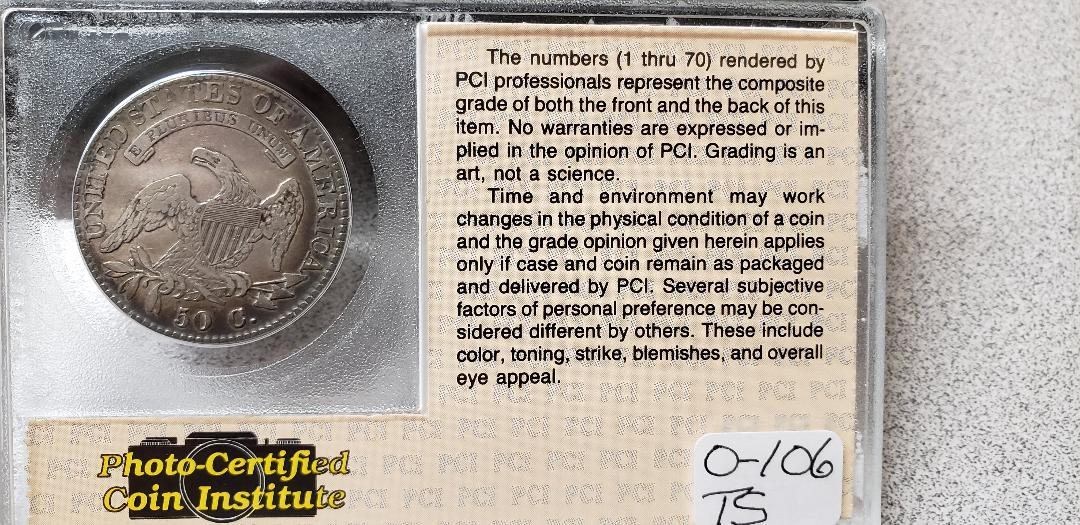 UNITED STATES OF AMERICA
E PLURIBUS UNUM
50 C.
The numbers (1 thru 70) rendered by
PCI professionals represent the composite
grade of both the front and the back of this
item. No warranties are expressed or im-
plied in the opinion of PCI. Grading is an
art, not a science.
Time and environment may work
changes in the physical condition of a coin
and the grade opinion given herein applies
only if case and coin remain as packaged
and delivered by PCI. Several subjective
factors of personal preference may be con-
sidered different by others. These include
color, toning, strike, blemishes, and overall
eye appeal.
Photo-Certified
Coin Institute
O-106
TS